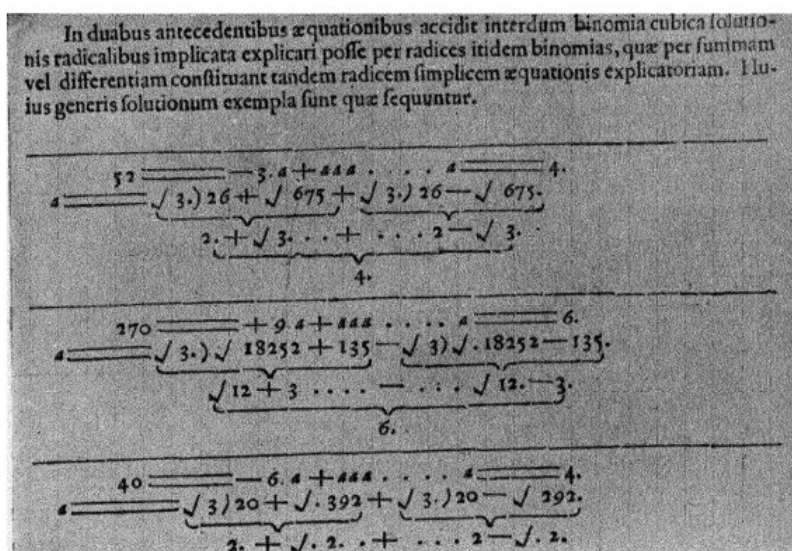 In duabus antecedentibus æquationibus accidit interdum binomia cubica ſolutio-
nis radicalibus implicata explicari poſſe per radices itidem binomias, quæ per ſummam
vel differentiam conſtituant tandem radicem ſimplicem æquationis explicatoriam. Hu-
ius generis ſolutionum exempla ſunt quæ ſequuntur.
52 ═══ — 3. a + aaa . . . . a ═══ 4.
a ═══ √ 3.) 26 + √ 675 + √ 3.) 26 — √ 675.
2. + √ 3. . . + . . . 2 — √ 3.
4.
270 ═══ + 9 a + aaa . . . . a ═══ 6.
a ═══ √ 3.) √ 18252 + 135 — √ 3) √ . 18252 — 135.
√ 12 + 3 . . . . — . . . √ 12. — 3.
6.
40 ═══ — 6. a + aaa . . . . a ═══ 4.
a ═══ √ 3) 20 + √ . 392 + √ 3.) 20 — √ 292.
2. + √ . 2. . + . . . 2 — √ . 2.